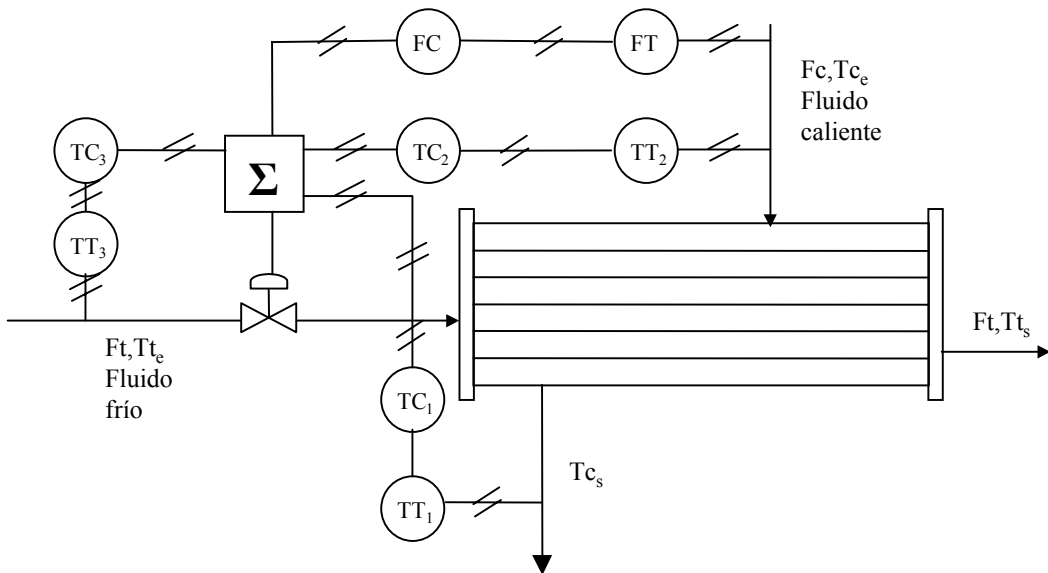 FC
FT
Fc,Tce
Fluido
caliente
TC3
Σ
TC2
TT2
TT3
Ft,Tte
Fluido
frío
Ft,Tts
TC1
Tcs
TT1